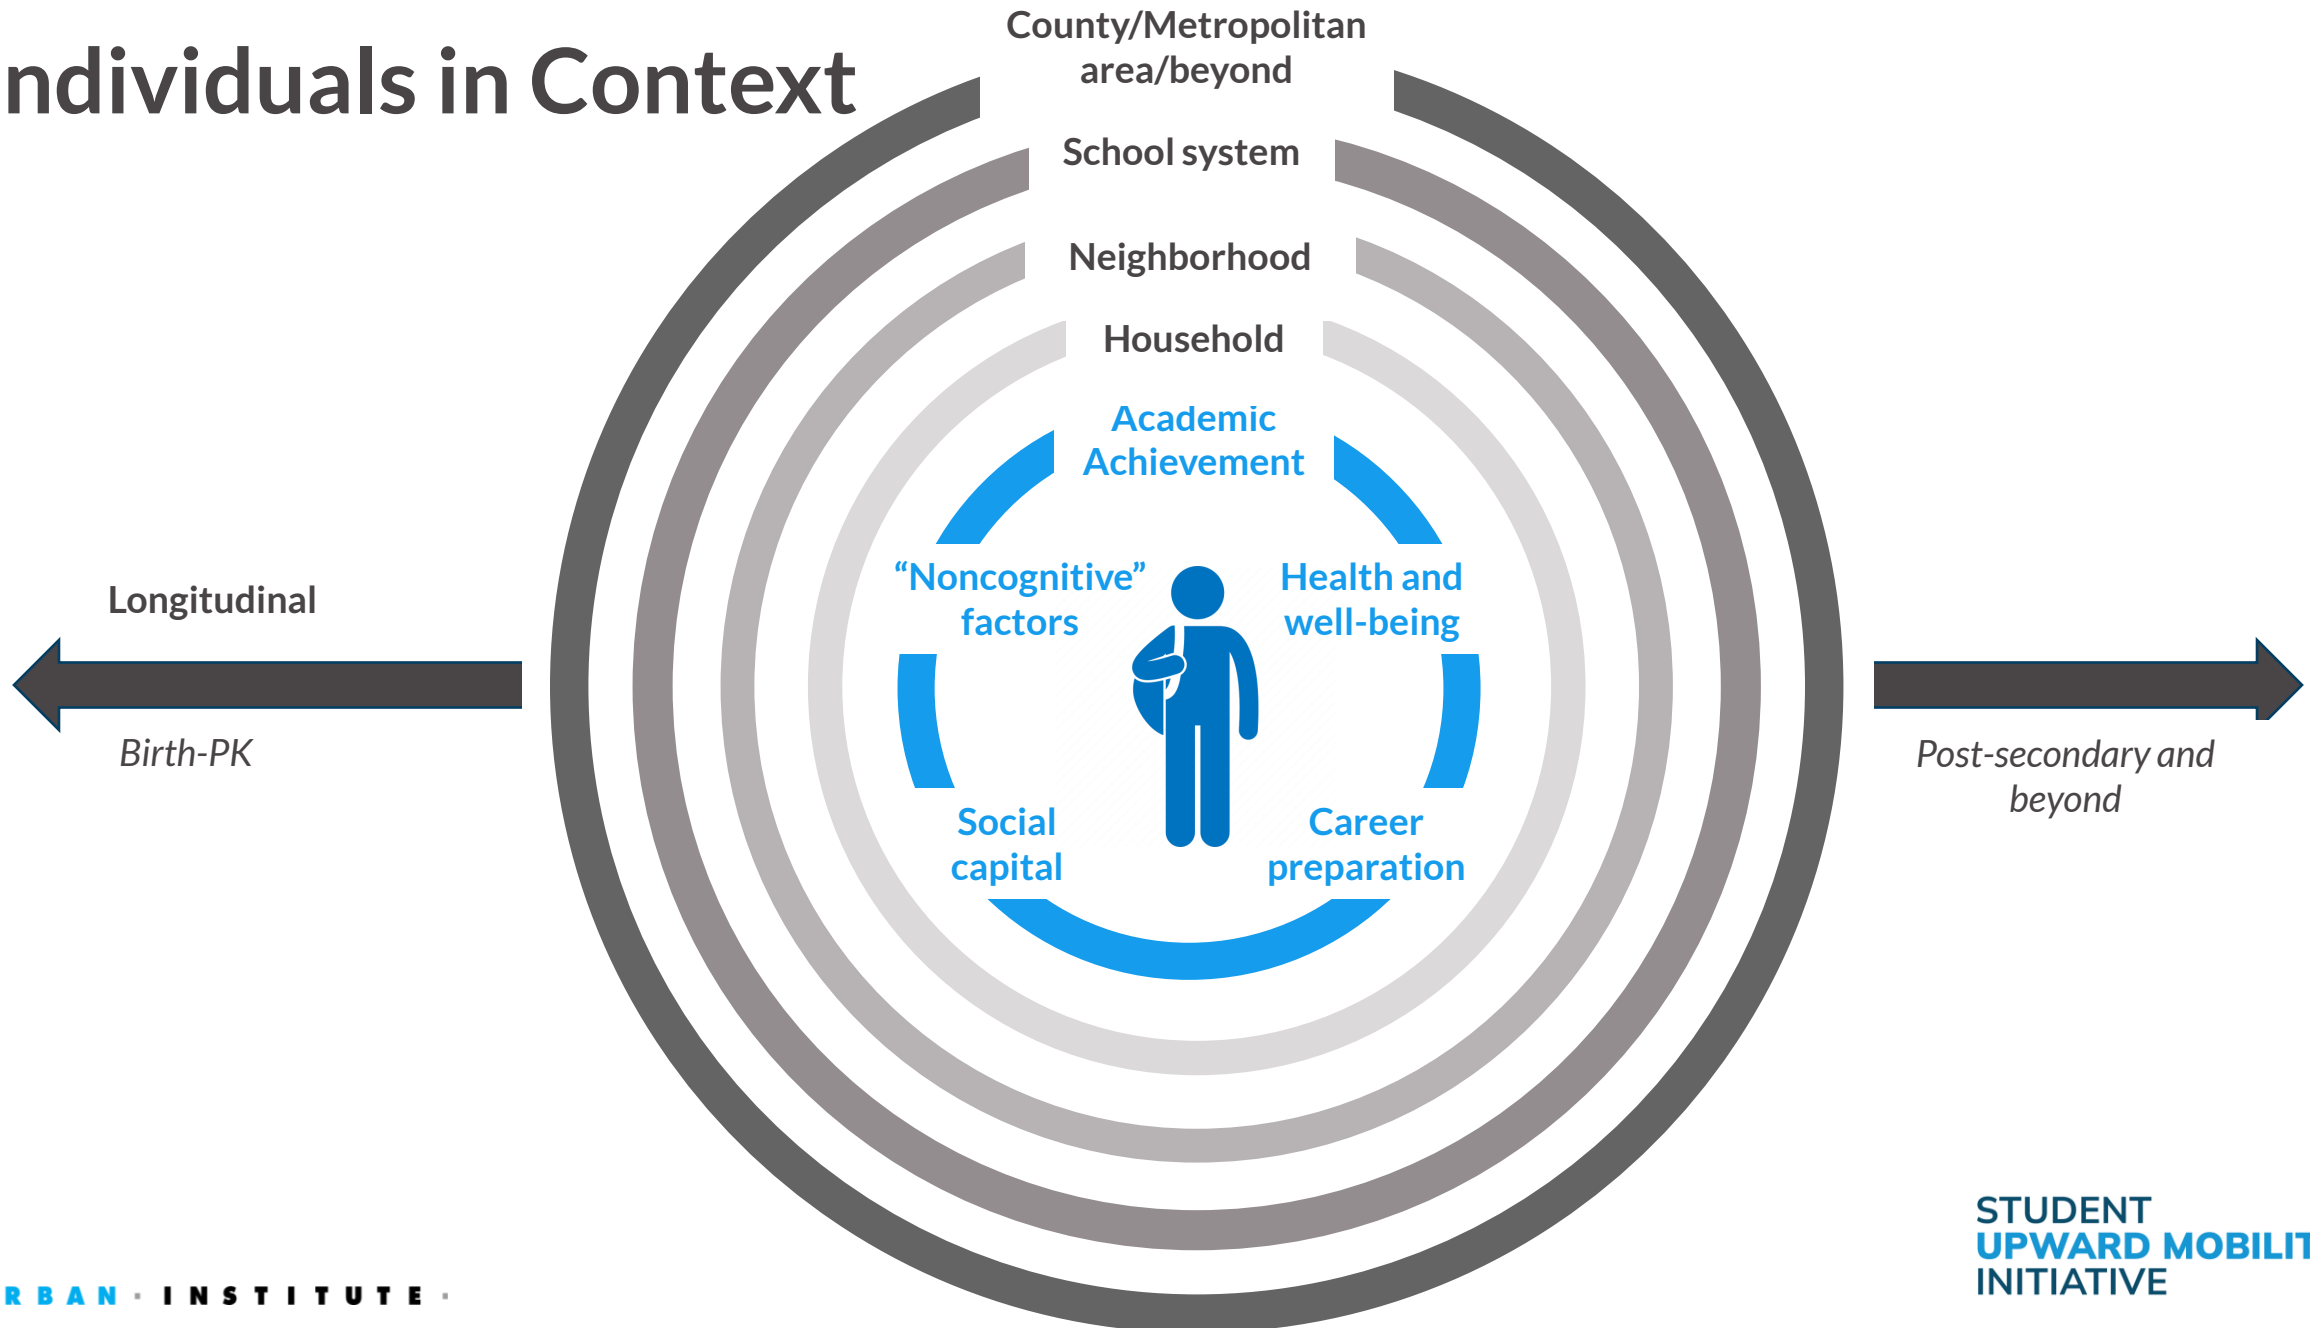 ndividuals in Context
County/Metropolitan
area/beyond
School system
Neighborhood
Household
Academic
Achievement
“Noncognitive”
factors
Health and
well-being
Social
capital
Career
preparation
Longitudinal
Birth-PK
Post-secondary and
beyond
RBAN · INSTITUTE ·
STUDENT
UPWARD MOBILIT
INITIATIVE